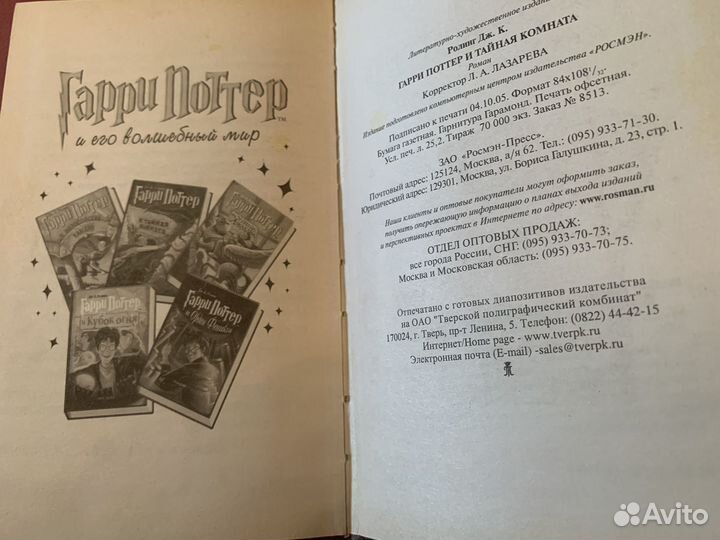 Гарри Поттер™
и его волшебный мир
Гарри Поттер
Гарри Поттер
Тайная комната
Гарри Поттер
Гарри Поттер
и Кубок огня
Гарри Поттер
и Орден Феникса
Литературно-художественное издание
Ролинг Дж. К.
ГАРРИ ПОТТЕР И ТАЙНАЯ КОМНАТА
Роман
Корректор Л. А. ЛАЗАРЕВА
Издание подготовлено компьютерным центром издательства «РОСМЭН».
Подписано к печати 04.10.05. Формат 84х108¹/₃₂.
Бумага газетная. Гарнитура Гарамонд. Печать офсетная.
Усл. печ. л. 25,2. Тираж 70 000 экз. Заказ № 8513.
ЗАО «Росмэн-Пресс».
Почтовый адрес: 125124, Москва, а/я 62. Тел.: (095) 933-71-30.
Юридический адрес: 129301, Москва, ул. Бориса Галушкина, д. 23, стр. 1.
Наши клиенты и оптовые покупатели могут оформить заказ,
получить опережающую информацию о планах выхода изданий
и перспективных проектах в Интернете по адресу: www.rosman.ru
ОТДЕЛ ОПТОВЫХ ПРОДАЖ:
все города России, СНГ: (095) 933-70-73;
Москва и Московская область: (095) 933-70-75.
Отпечатано с готовых диапозитивов издательства
на ОАО "Тверской полиграфический комбинат"
170024, г. Тверь, пр-т Ленина, 5. Телефон: (0822) 44-42-15
Интернет/Home page - www.tverpk.ru
Электронная почта (E-mail) -sales@tverpk.ru
Avito